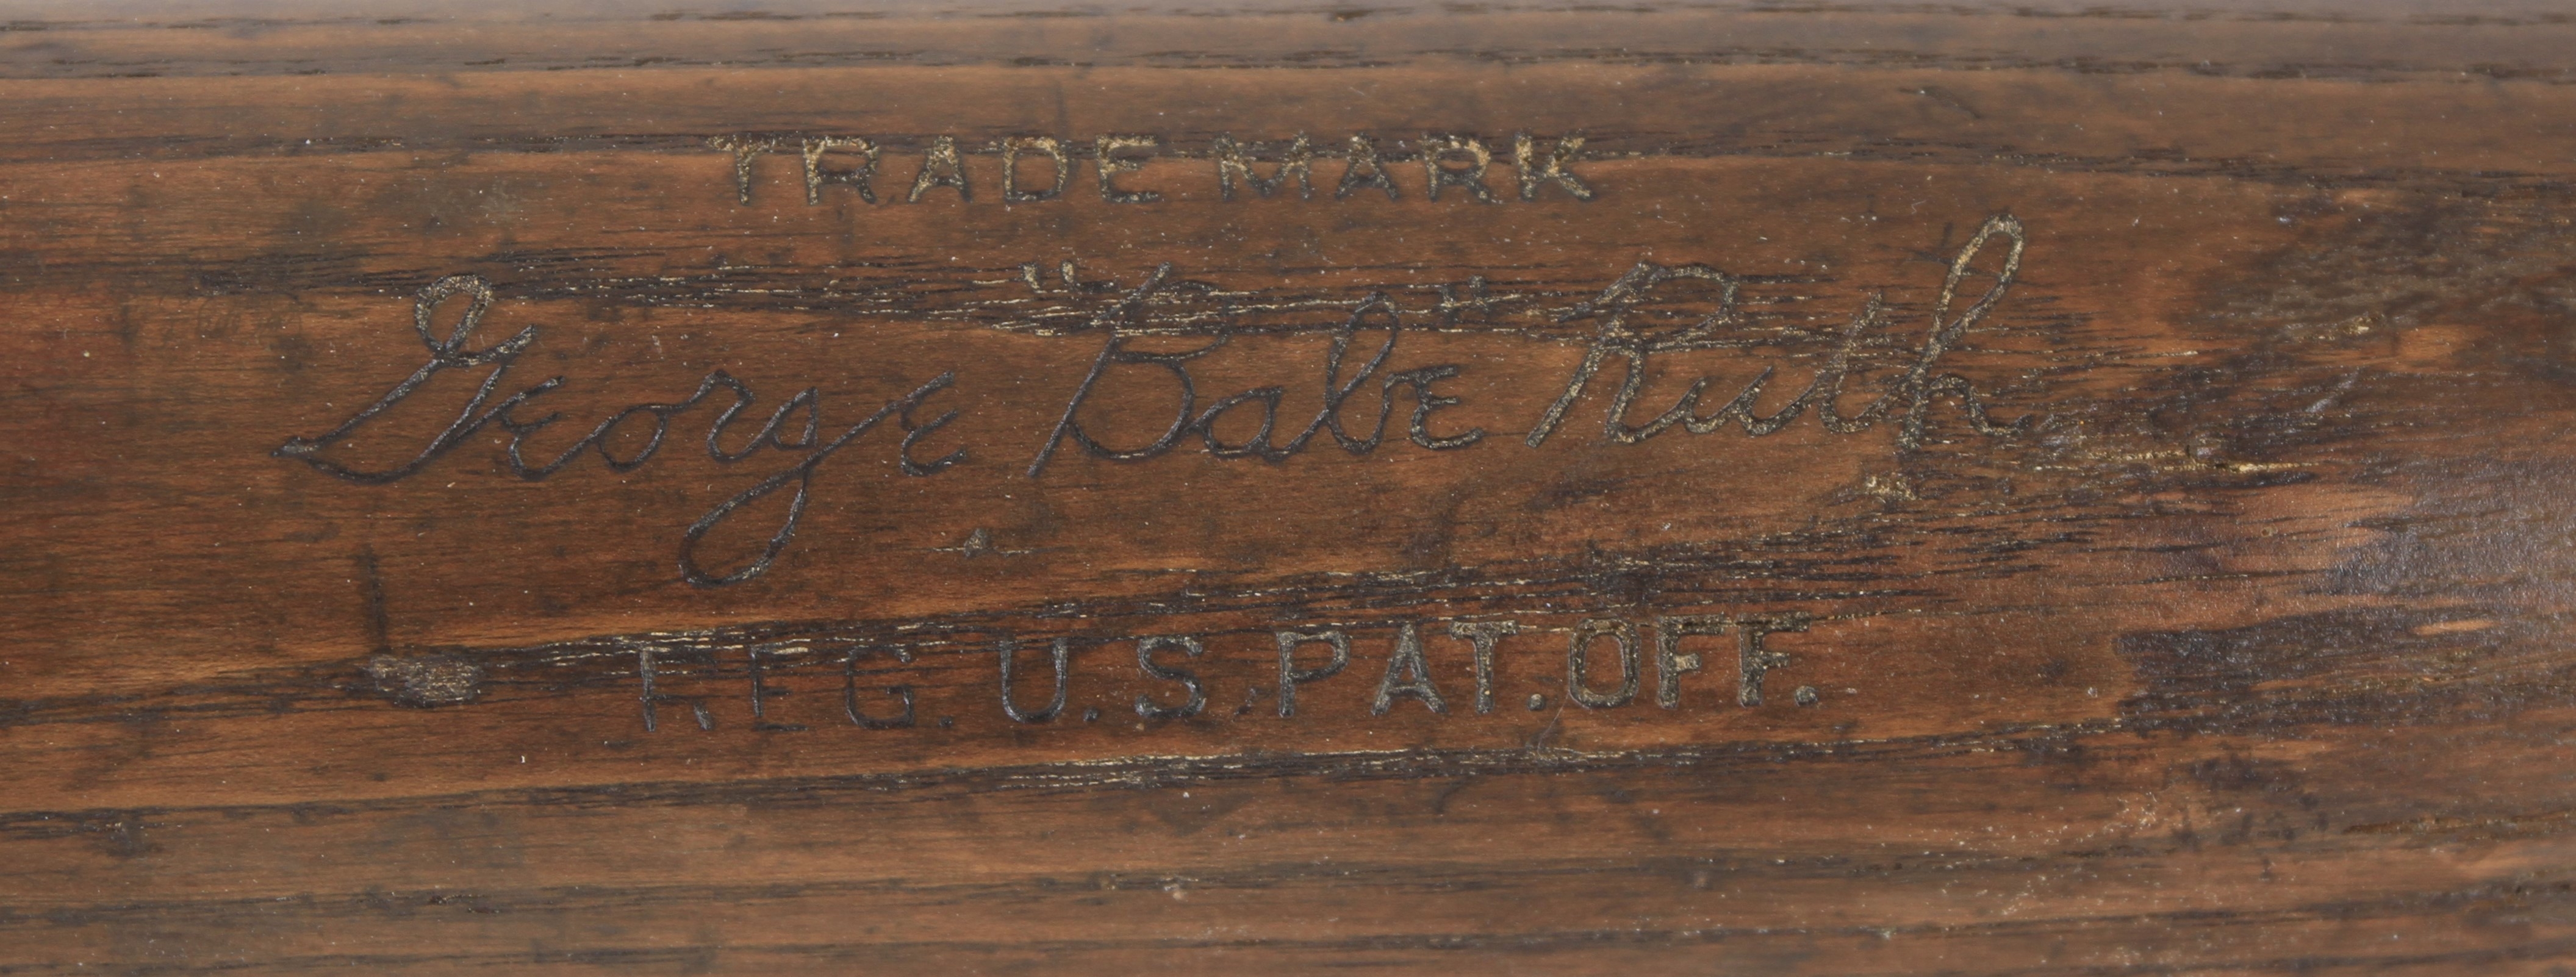 TRADE MARK
George "Babe" Ruth
REG. U.S. PAT. OFF.